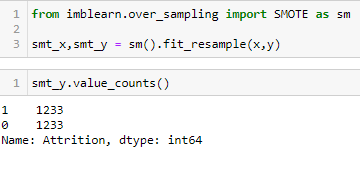 1 from imblearn.over_sampling import SMOTE as sm
2
3 smt_x,smt_y = sm().fit_resample(x,y)
1 smt_y.value_counts()
1    1233
0    1233
Name: Attrition, dtype: int64